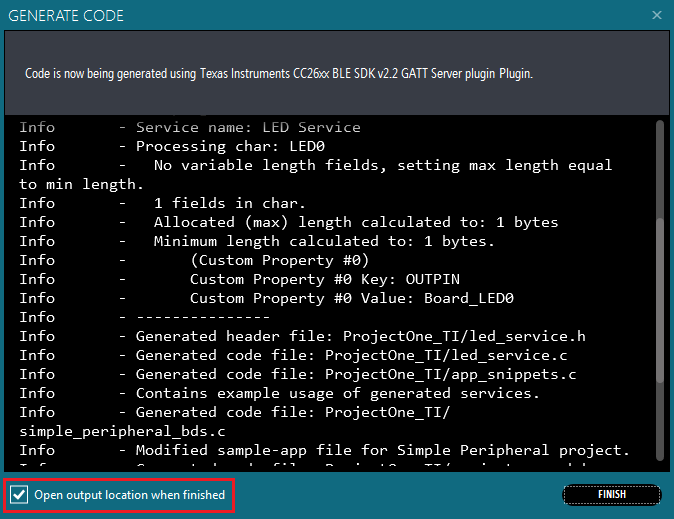 GENERATE CODE
Code is now being generated using Texas Instruments CC26xx BLE SDK v2.2 GATT Server plugin Plugin.
Info - Service name: LED Service
Info - Processing char: LED0
Info - No variable length fields, setting max length equal
to min length.
Info - 1 fields in char.
Info - Allocated (max) length calculated to: 1 bytes
Info - Minimum length calculated to: 1 bytes.
Info - (Custom Property #0)
Info - Custom Property #0 Key: OUTPIN
Info - Custom Property #0 Value: Board_LED0
Info - ---------------
Info - Generated header file: ProjectOne_TI/led_service.h
Info - Generated code file: ProjectOne_TI/led_service.c
Info - Generated code file: ProjectOne_TI/app_snippets.c
Info - Contains example usage of generated services.
Info - Generated code file: ProjectOne_TI/
simple_peripheral_bds.c
Info - Modified sample-app file for Simple Peripheral project.
Open output location when finished
FINISH